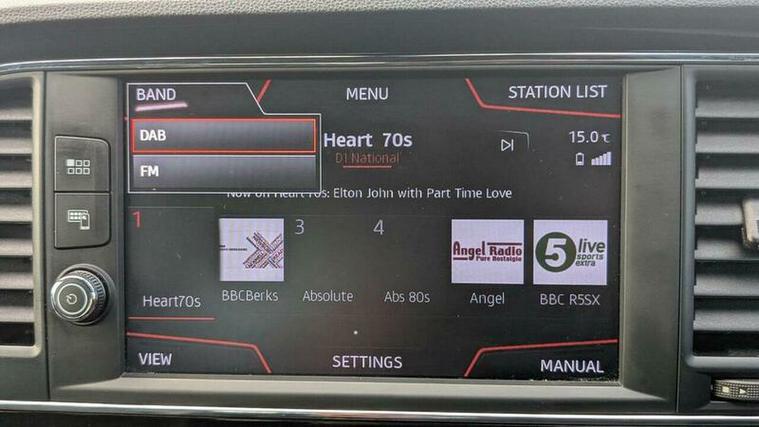 BAND
MENU
STATION LIST
DAB
FM
Heart 70s
D1 National
15.0℃
Now on Heart 70s: Elton John with Part Time Love
1
3
4
Angel Radio
Pure Nostalgia
5 live
sports
extra
Heart70s
BBCBerks
Absolute
Abs 80s
Angel
BBC R5SX
VIEW
SETTINGS
MANUAL